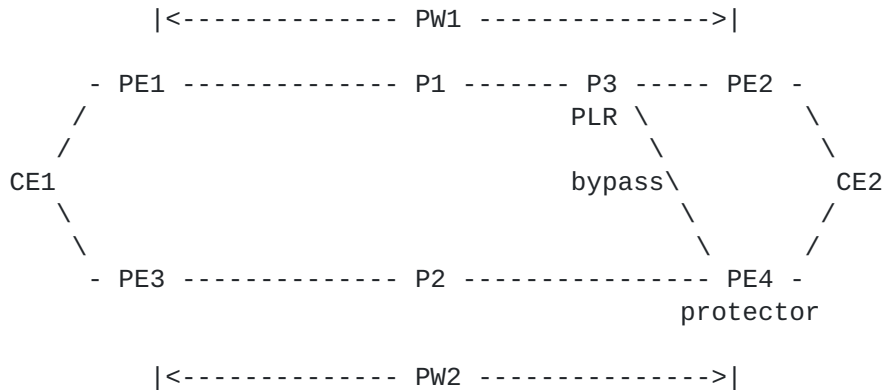 |<-------------- PW1 --------------->|
- PE1 -------------- P1 ------- P3 ----- PE2 -
/ PLR \ \
/ \ \
CE1 bypass\ CE2
\ \ /
\ \ /
- PE3 -------------- P2 --------------- PE4 -
protector
|<-------------- PW2 --------------->|